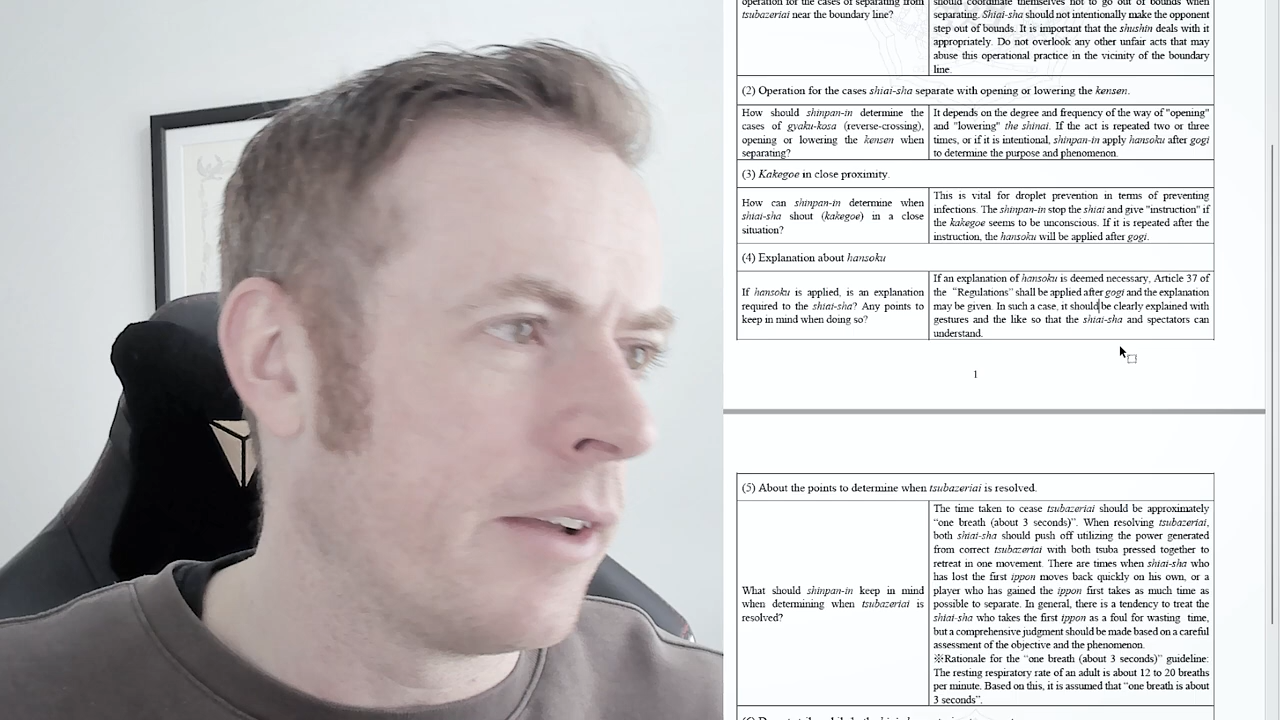 operation for the cases of separating from
tsubazeriai near the boundary line?
should coordinate themselves not to go out of bounds when
separating. Shiai-sha should not intentionally make the opponent
step out of bounds. It is important that the shushin deals with it
appropriately. Do not overlook any other unfair acts that may
abuse this operational practice in the vicinity of the boundary
line.
(2) Operation for the cases shiai-sha separate with opening or lowering the kensen.
How should shinpan-in determine the
cases of gyaku-kosa (reverse-crossing),
opening or lowering the kensen when
separating?
It depends on the degree and frequency of the way of "opening"
and "lowering" the shinai. If the act is repeated two or three
times, or if it is intentional, shinpan-in apply hansoku after gogi
to determine the purpose and phenomenon.
(3) Kakegoe in close proximity.
How can shinpan-in determine when
shiai-sha shout (kakegoe) in a close
situation?
This is vital for droplet prevention in terms of preventing
infections. The shinpan-in stop the shiai and give "instruction" if
the kakegoe seems to be unconscious. If it is repeated after the
instruction, the hansoku will be applied after gogi.
(4) Explanation about hansoku
If hansoku is applied, is an explanation
required to the shiai-sha? Any points to
keep in mind when doing so?
If an explanation of hansoku is deemed necessary, Article 37 of
the “Regulations” shall be applied after gogi and the explanation
may be given. In such a case, it should be clearly explained with
gestures and the like so that the shiai-sha and spectators can
understand.
1
(5) About the points to determine when tsubazeriai is resolved.
What should shinpan-in keep in mind
when determining when tsubazeriai is
resolved?
The time taken to cease tsubazeriai should be approximately
“one breath (about 3 seconds)”. When resolving tsubazeriai,
both shiai-sha should push off utilizing the power generated
from correct tsubazeriai with both tsuba pressed together to
retreat in one movement. There are times when shiai-sha who
has lost the first ippon moves back quickly on his own, or a
player who has gained the ippon first takes as much time as
possible to separate. In general, there is a tendency to treat the
shiai-sha who takes the first ippon as a foul for wasting time,
but a comprehensive judgment should be made based on a careful
assessment of the objective and the phenomenon.
※Rationale for the “one breath (about 3 seconds)” guideline:
The resting respiratory rate of an adult is about 12 to 20 breaths
per minute. Based on this, it is assumed that “one breath is about
3 seconds”.